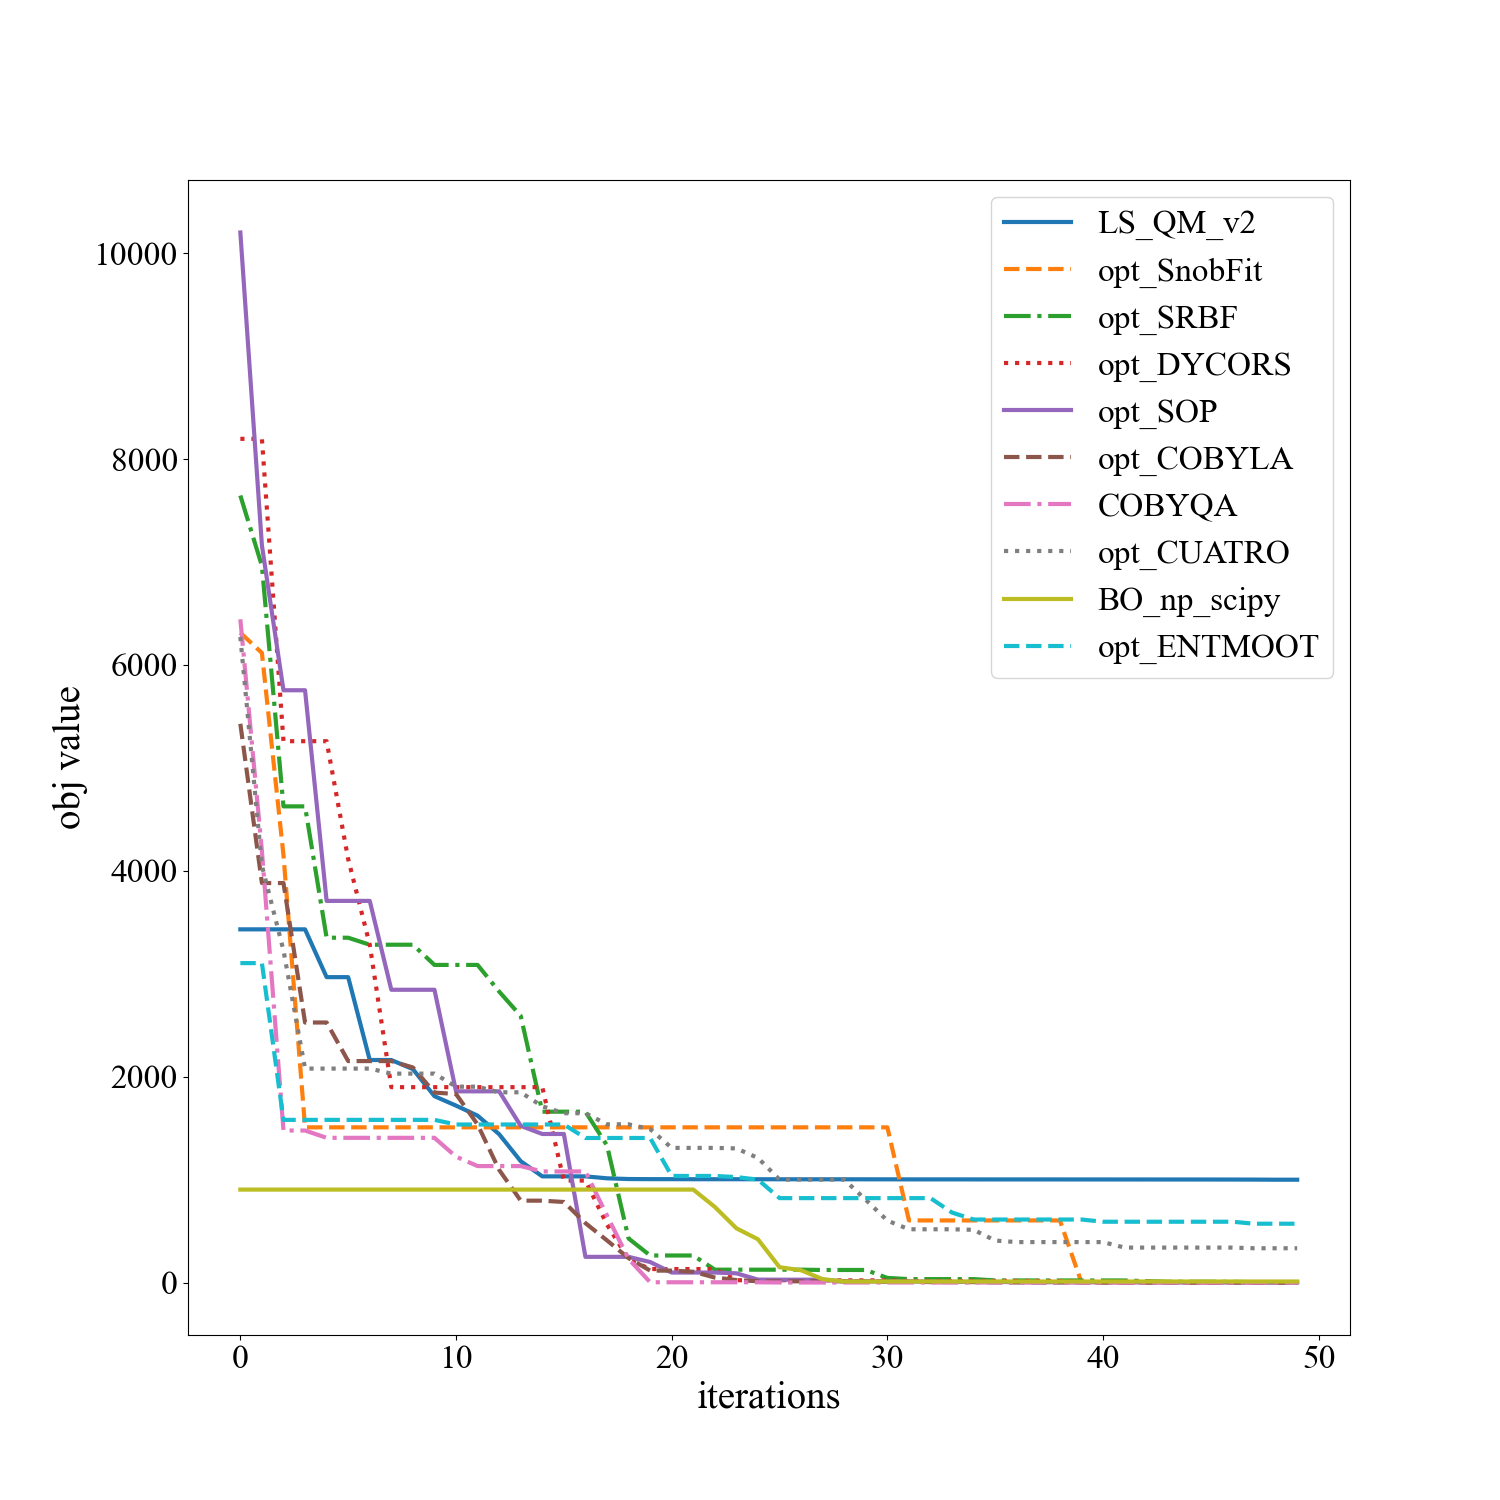 10000
8000
6000
4000
2000
0
obj value
0 10 20 30 40 50
iterations
LS_QM_v2
opt_SnobFit
opt_SRBF
opt_DYCORS
opt_SOP
opt_COBYLA
COBYQA
opt_CUATRO
BO_np_scipy
opt_ENTMOOT